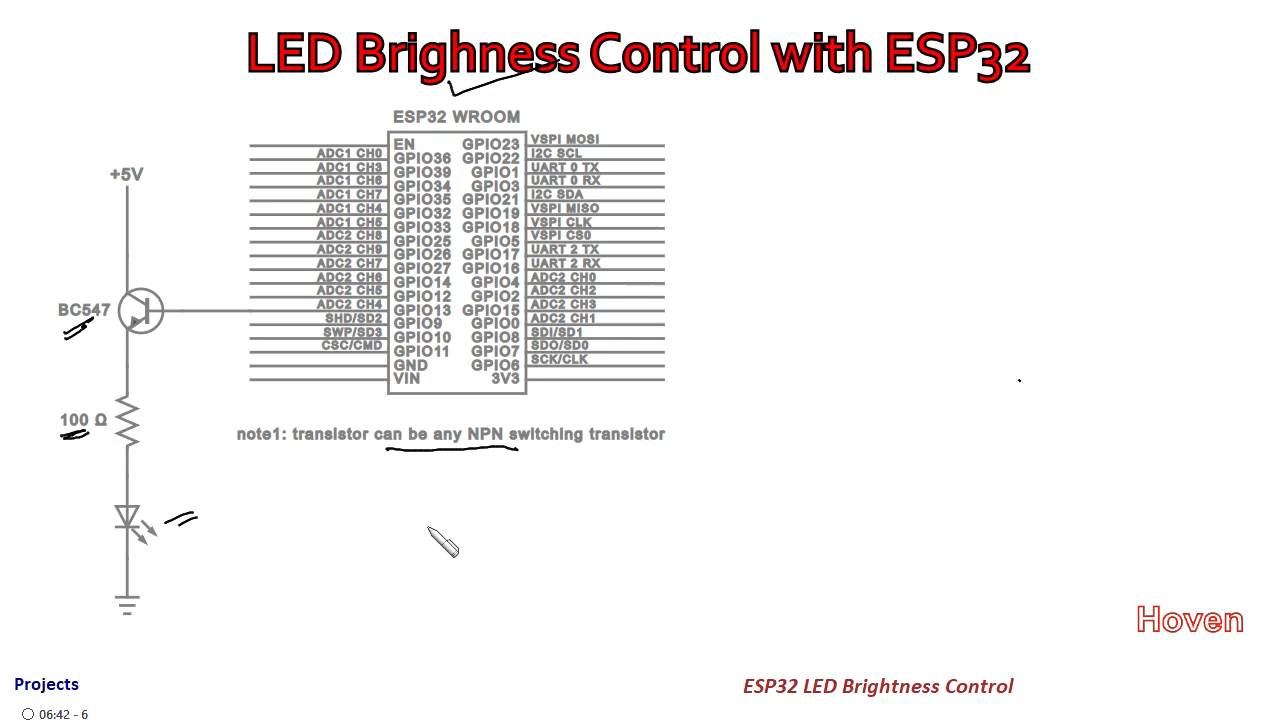 LED Brighness Control with ESP32
ESP32 WROOM
+5V
BC547
100 Ω
EN GPIO23 VSPI MOSI
ADC1 CH0 GPIO36 GPIO22 I2C SCL
ADC1 CH3 GPIO39 GPIO1 UART 0 TX
ADC1 CH6 GPIO34 GPIO3 UART 0 RX
ADC1 CH7 GPIO35 GPIO21 I2C SDA
ADC1 CH4 GPIO32 GPIO19 VSPI MISO
ADC1 CH5 GPIO33 GPIO18 VSPI CLK
ADC2 CH8 GPIO25 GPIO5 VSPI CS0
ADC2 CH9 GPIO26 GPIO17 UART 2 TX
ADC2 CH7 GPIO27 GPIO16 UART 2 RX
ADC2 CH6 GPIO14 GPIO4 ADC2 CH0
ADC2 CH5 GPIO12 GPIO2 ADC2 CH2
ADC2 CH4 GPIO13 GPIO15 ADC2 CH3
SHD/SD2 GPIO9 GPIO0 ADC2 CH1
SWP/SD3 GPIO10 GPIO8 SDI/SD1
CSC/CMD GPIO11 GPIO7 SDO/SD0
GND GPIO6 SCK/CLK
VIN 3V3
note1: transistor can be any NPN switching transistor
Hoven
Projects
ESP32 LED Brightness Control
06:42 - 6